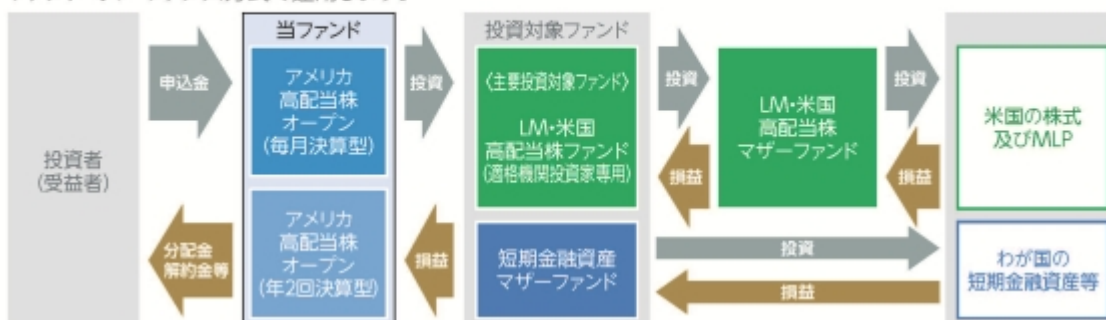 当ファンド
投資対象ファンド
投資者
(受益者)
申込金
分配金
解約金等
アメリカ
高配当株
オープン
(毎月決算型)
アメリカ
高配当株
オープン
(年2回決算型)
投資
損益
〈主要投資対象ファンド〉
LM・米国
高配当株ファンド
(適格機関投資家専用)
短期金融資産
マザーファンド
投資
損益
LM・米国
高配当株
マザーファンド
投資
損益
投資
損益
米国の株式
及びMLP
わが国の
短期金融資産等